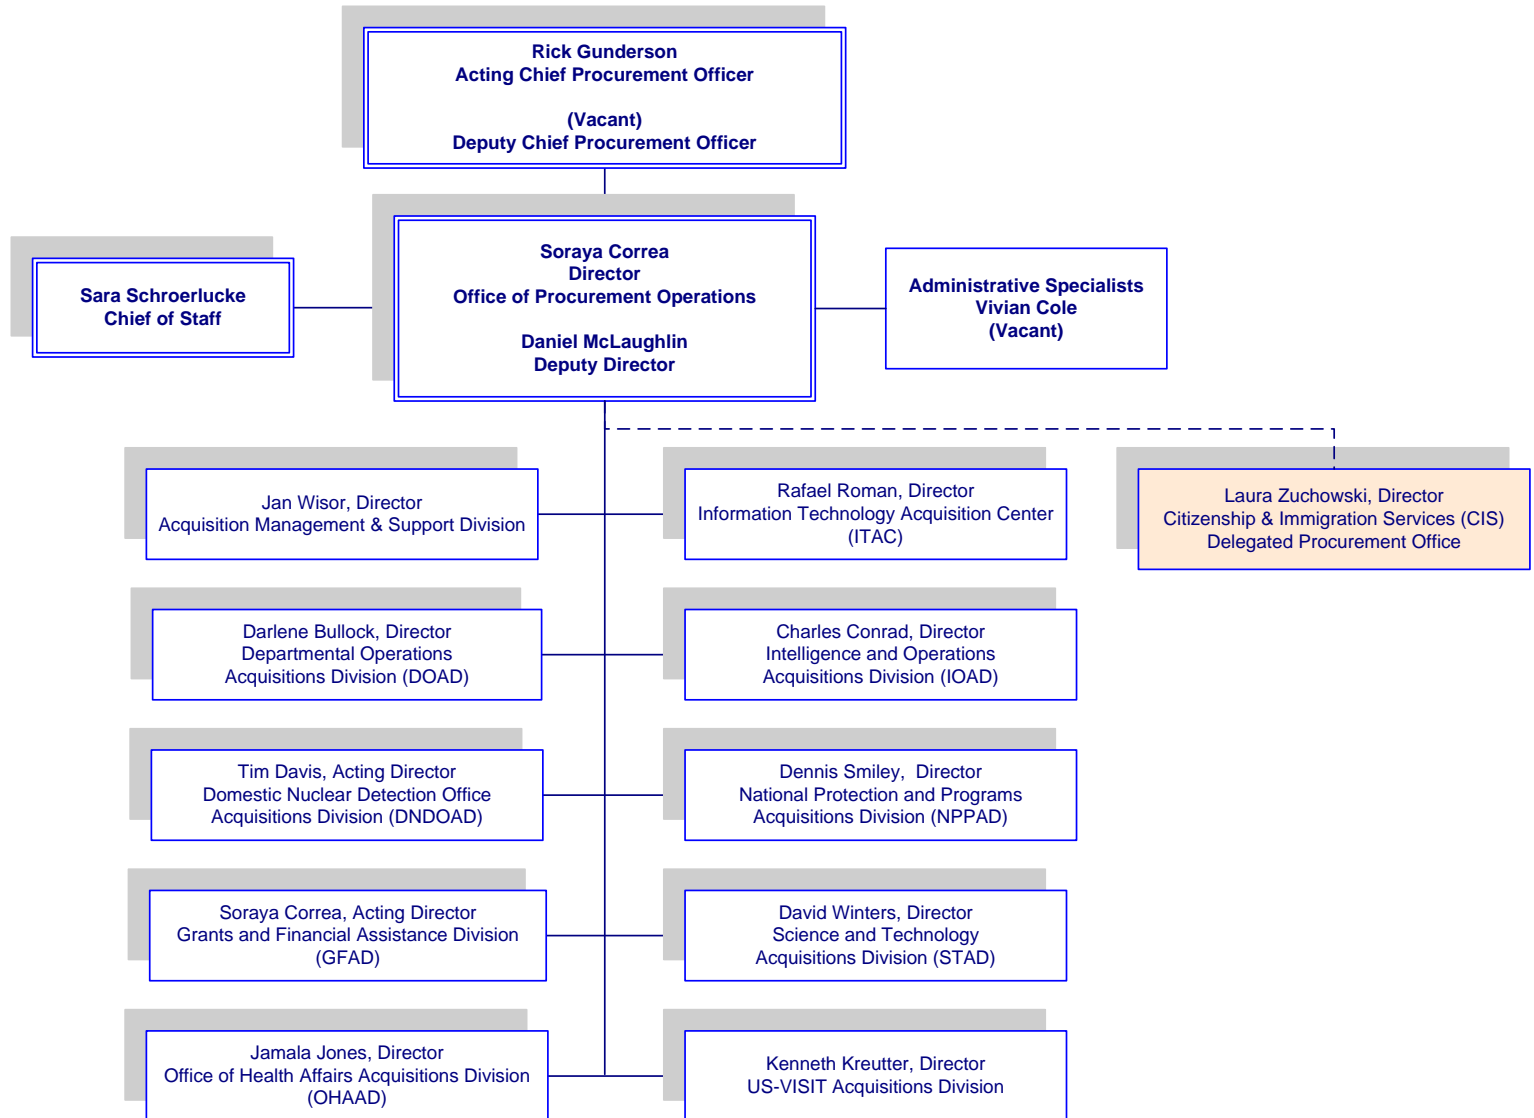 Rick Gunderson
Acting Chief Procurement Officer
(Vacant)
Deputy Chief Procurement Officer
Soraya Correa
Director
Office of Procurement Operations
Daniel McLaughlin
Deputy Director
Sara Schroerlucke
Chief of Staff
Administrative Specialists
Vivian Cole
(Vacant)
Jan Wisor, Director
Acquisition Management & Support Division
Rafael Roman, Director
Information Technology Acquisition Center
(ITAC)
Laura Zuchowski, Director
Citizenship & Immigration Services (CIS)
Delegated Procurement Office
Darlene Bullock, Director
Departmental Operations
Acquisitions Division (DOAD)
Charles Conrad, Director
Intelligence and Operations
Acquisitions Division (IOAD)
Tim Davis, Acting Director
Domestic Nuclear Detection Office
Acquisitions Division (DNDOAD)
Dennis Smiley,  Director
National Protection and Programs
Acquisitions Division (NPPAD)
Soraya Correa, Acting Director
Grants and Financial Assistance Division
(GFAD)
David Winters, Director
Science and Technology
Acquisitions Division (STAD)
Jamala Jones, Director
Office of Health Affairs Acquisitions Division
(OHAAD)
Kenneth Kreutter, Director
US-VISIT Acquisitions Division